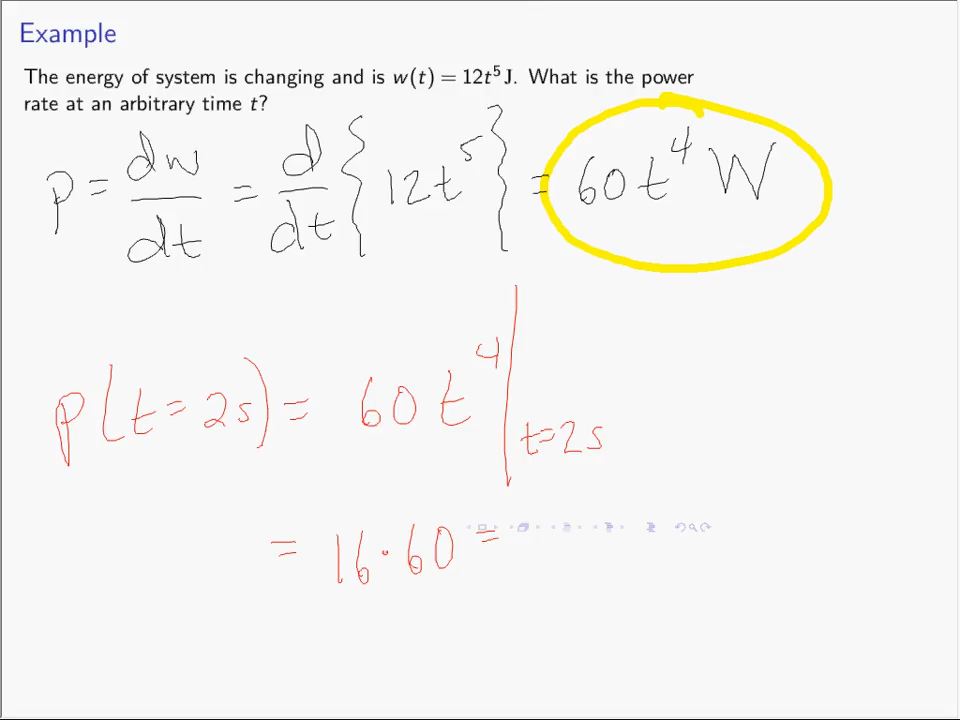 Example
The energy of system is changing and is w(t) = 12t⁵ J. What is the power
rate at an arbitrary time t?
p = dw/dt = d/dt { 12t⁵ } = 60t⁴ W
p(t=2s) = 60t⁴ | t=2s
= 16·60 =